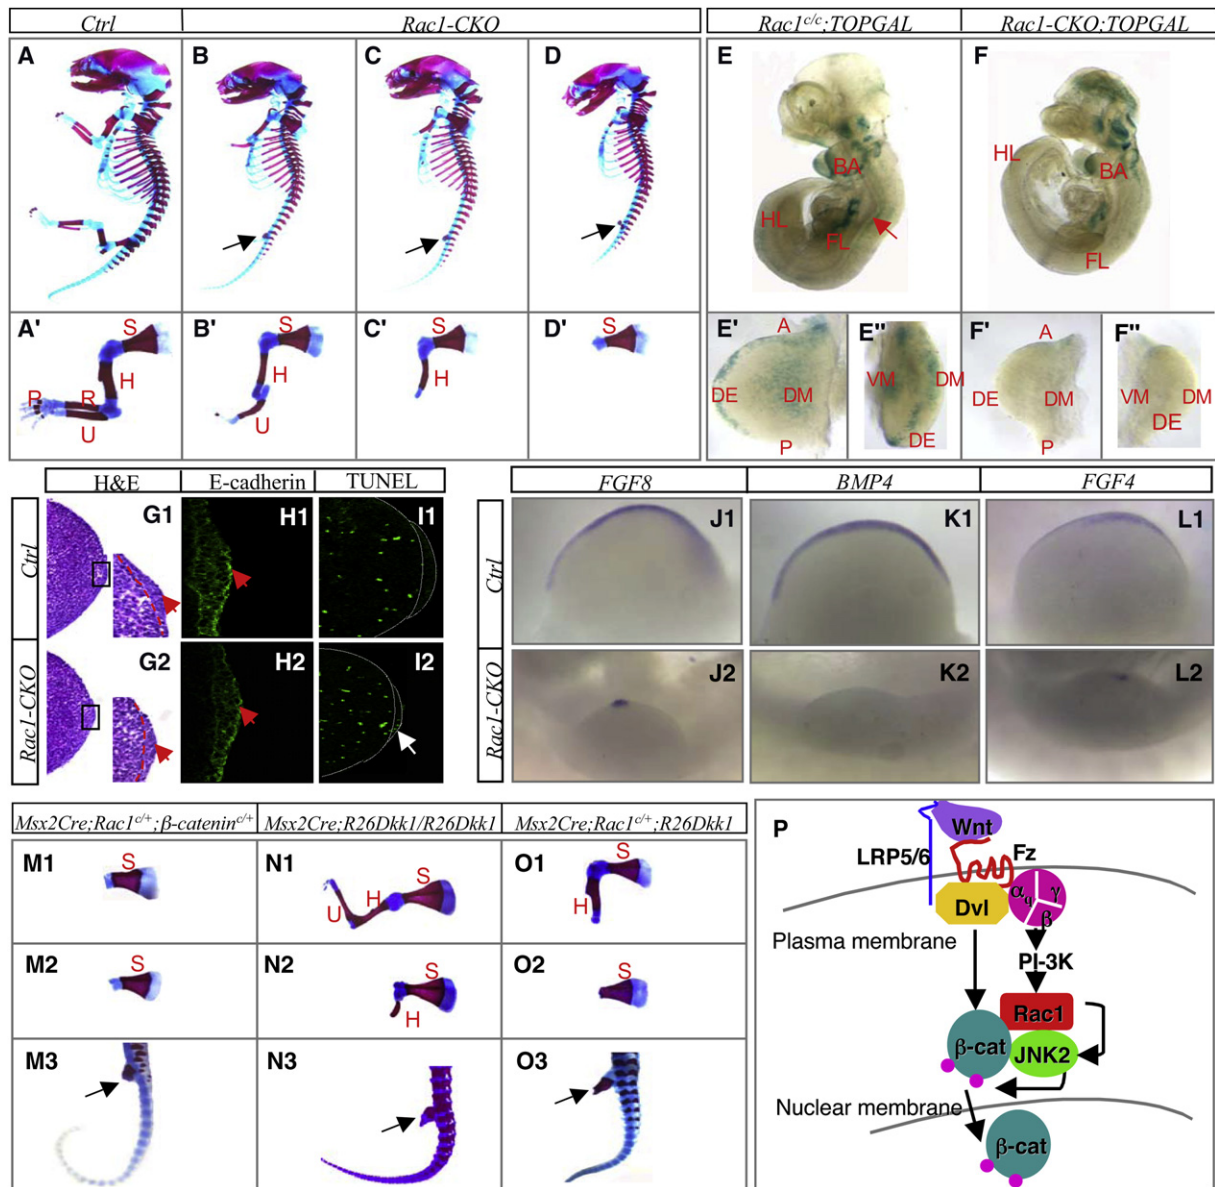 Ctrl Rac1-CKO Rac1c/c;TOPGAL Rac1-CKO;TOPGAL
A B C D E F
BA HL FL
HL BA FL
A' B' C' D' E' E" F' F"
S H R P U
S H U
S H
S
A DE DM P
VM DM DE
A DE DM P
VM DM DE
H&E E-cadherin TUNEL FGF8 BMP4 FGF4
Ctrl G1 H1 I1 Ctrl J1 K1 L1
Rac1-CKO G2 H2 I2 Rac1-CKO J2 K2 L2
Msx2Cre;Rac1c/+;β-cateninc/+ Msx2Cre;R26Dkk1/R26Dkk1 Msx2Cre;Rac1c/+;R26Dkk1
M1 S N1 S H U O1 S H
M2 S N2 S H O2 S
M3 N3 O3
P
Wnt
LRP5/6 Fz
Dvl αq γ β
Plasma membrane
PI-3K
Rac1
β-cat JNK2
Nuclear membrane
β-cat